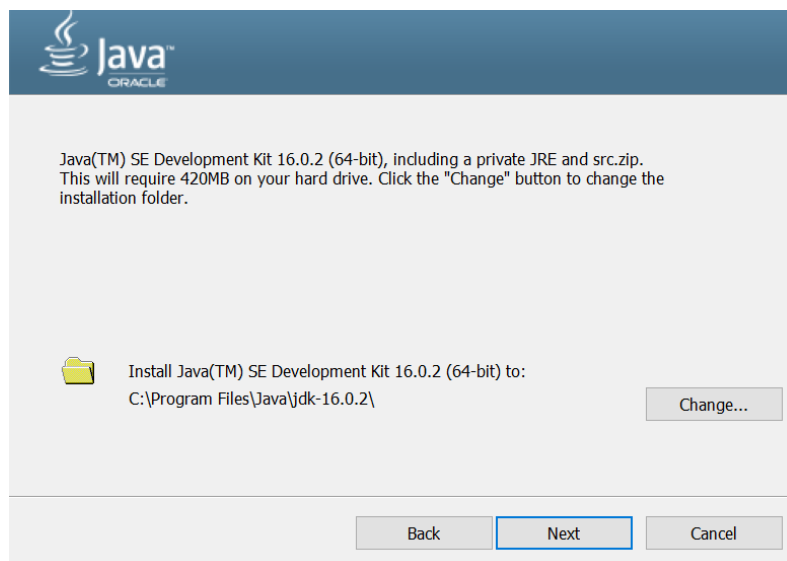 Java™
ORACLE
Java(TM) SE Development Kit 16.0.2 (64-bit), including a private JRE and src.zip.
This will require 420MB on your hard drive. Click the "Change" button to change the
installation folder.
Install Java(TM) SE Development Kit 16.0.2 (64-bit) to:
C:\Program Files\Java\jdk-16.0.2\
Change...
Back
Next
Cancel